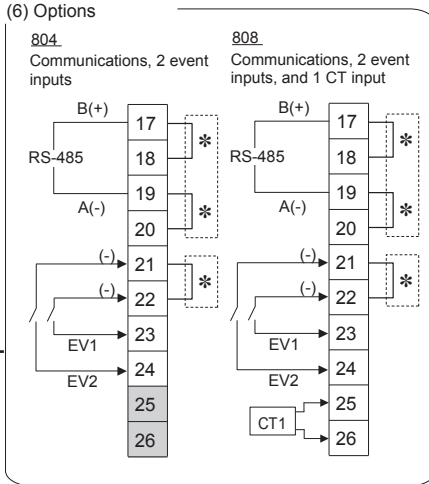 (6) Options
804
Communications, 2 event
inputs
B(+)
RS-485
A(-)
(-)
(-)
EV1
EV2
17
18
19
20
21
22
23
24
25
26
*
*
*
808
Communications, 2 event
inputs, and 1 CT input
B(+)
RS-485
A(-)
(-)
(-)
EV1
EV2
CT1
17
18
19
20
21
22
23
24
25
26
*
*
*